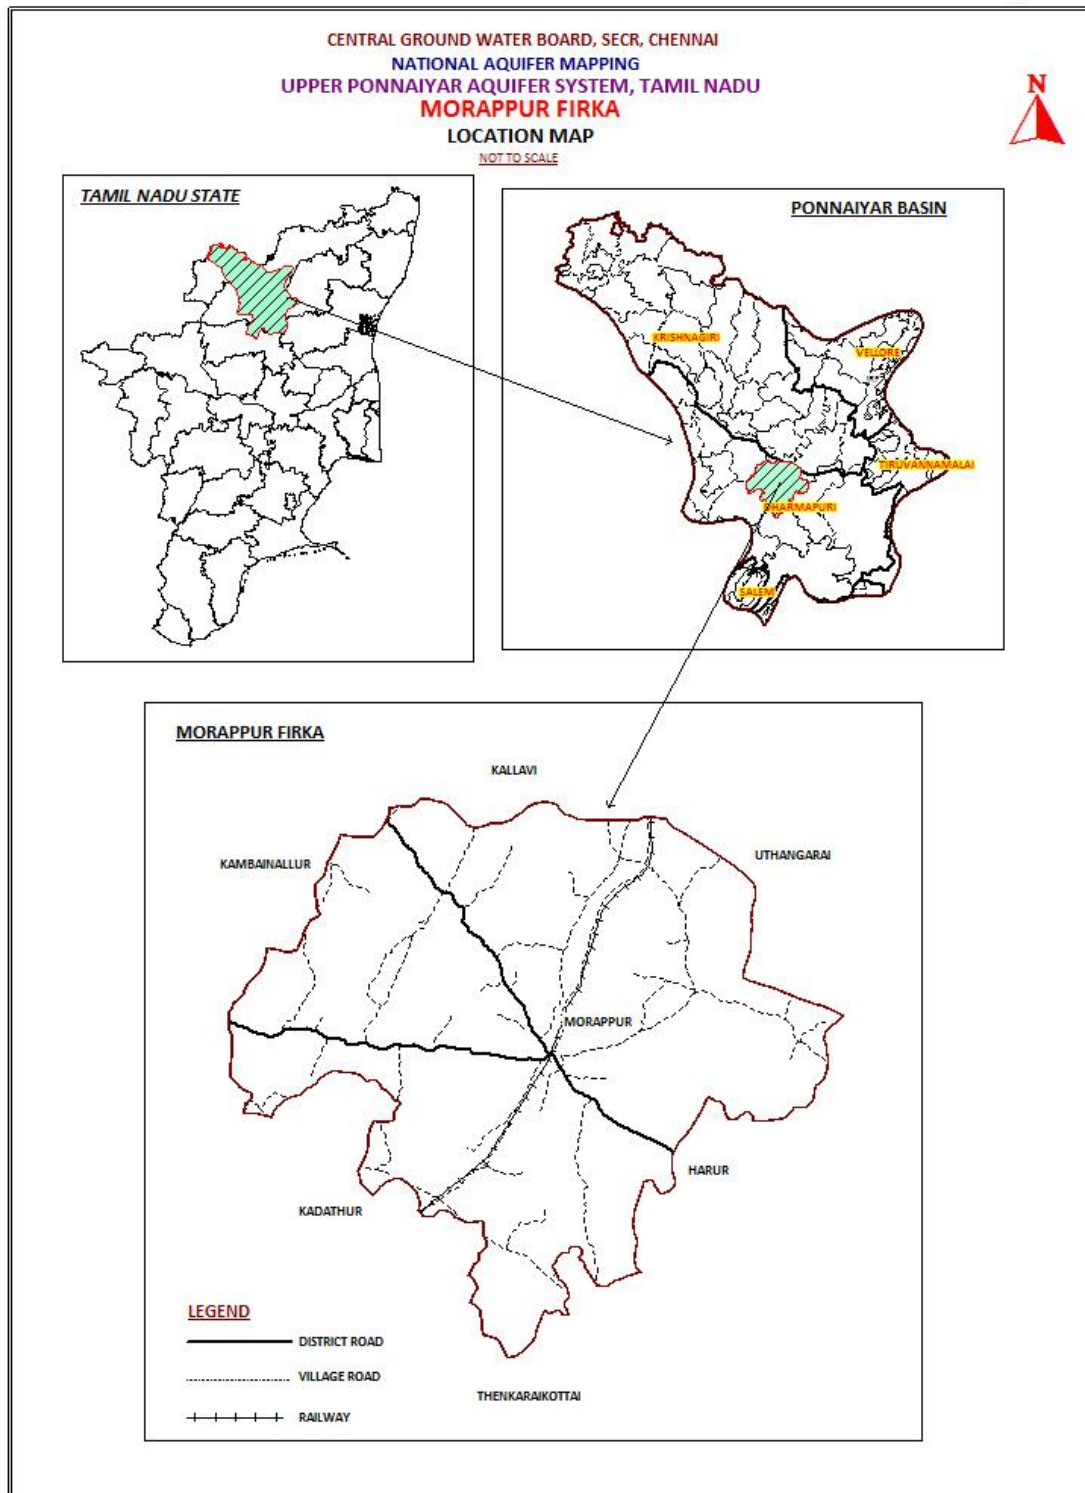 CENTRAL GROUND WATER BOARD, SECR, CHENNAI
NATIONAL AQUIFER MAPPING
UPPER PONNAIYAR AQUIFER SYSTEM, TAMIL NADU
MORAPPUR FIRKA
LOCATION MAP
NOT TO SCALE
N
TAMIL NADU STATE
PONNAIYAR BASIN
KRISHNAGIRI
VELLORE
TIRUVANNAMALAI
DHARMAPURI
SALEM
MORAPPUR FIRKA
KALLAVI
UTHANGARAI
KAMBAINALLUR
MORAPPUR
HARUR
KADATHUR
LEGEND
DISTRICT ROAD
VILLAGE ROAD
THENKARAIKOTTAI
RAILWAY